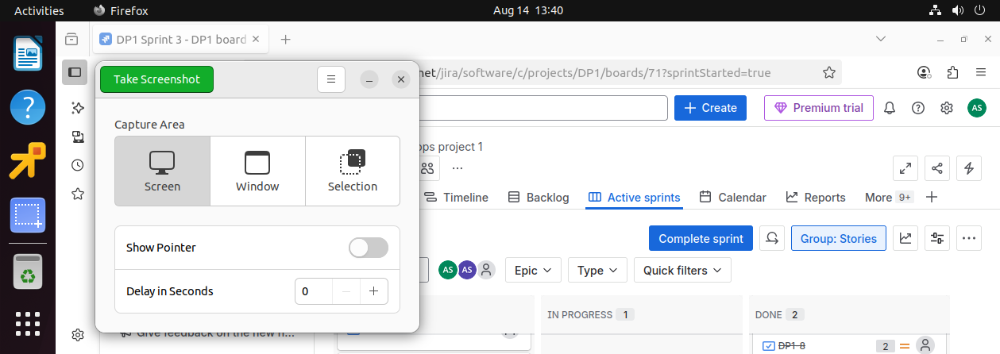 Activities
Firefox
Aug 14 13:40
DP1 Sprint 3 - DP1 board
Take Screenshot
net/jira/software/c/projects/DP1/boards/71?sprintStarted=true
Create
Premium trial
AS
Capture Area
ops project 1
Screen
Window
Selection
Timeline
Backlog
Active sprints
Calendar
Reports
More 9+
Complete sprint
Group: Stories
Show Pointer
AS
AS
Epic
Type
Quick filters
Delay in Seconds
0
IN PROGRESS 1
DONE 2
Give feedback on the new
DP1-8
2